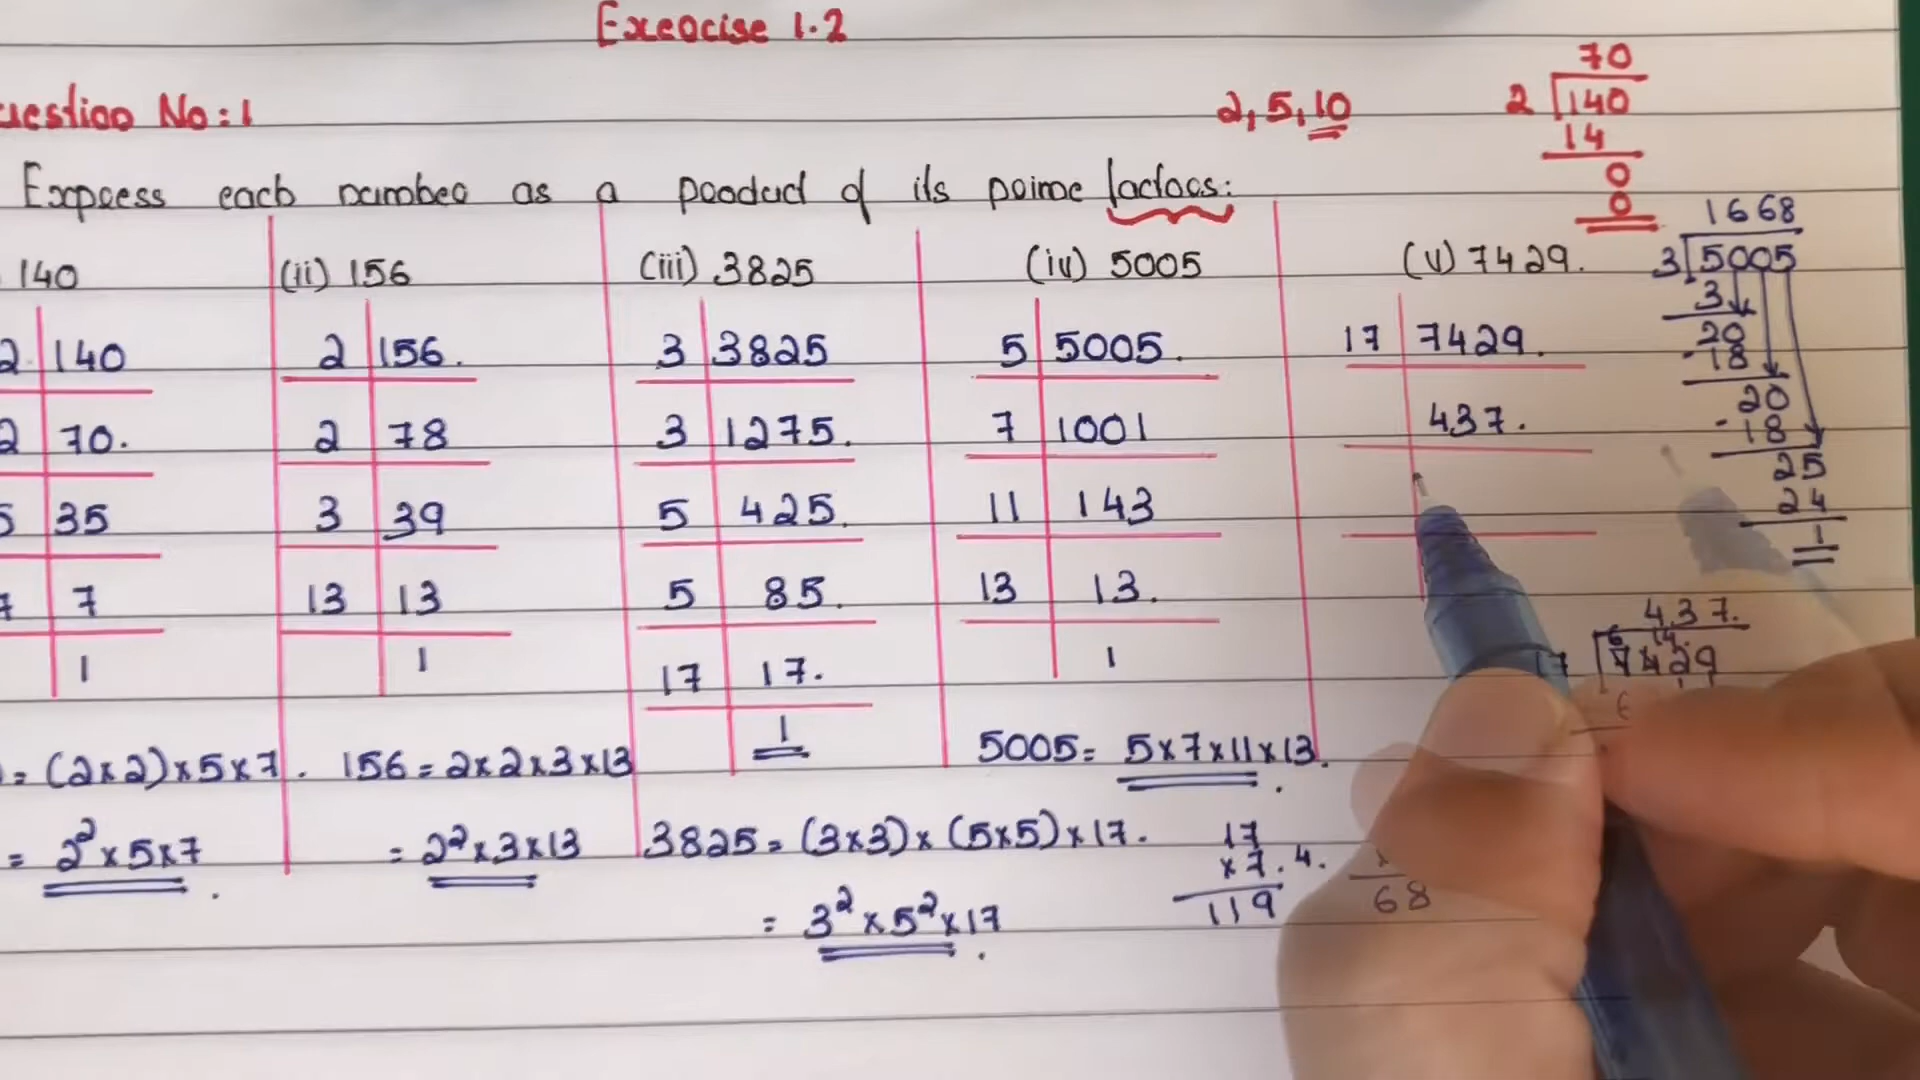 Exercise 1.2
uestion No:1
2, 5, 10
70
2 140
14
0
0
Express each number as a product of its prime factors:
140 (ii) 156 (iii) 3825 (iv) 5005 (v) 7429.
2 140 2 156. 3 3825 5 5005. 17 7429.
2 70. 2 78 3 1275. 7 1001 437.
5 35 3 39 5 425. 11 143
7 7 13 13 5 85. 13 13.
1 1 17 17. 1
1
= (2×2)×5×7. 156 = 2×2×3×13 5005 = 5×7×11×13.
= 2²×5×7. = 2²×3×13 3825 = (3×3)×(5×5)×17.
= 3²×5²×17.
1668
3 5005
3
20
-18
20
-18
25
24
1
437.
6 14
17 7429
6
17
×7. 4.
119
68